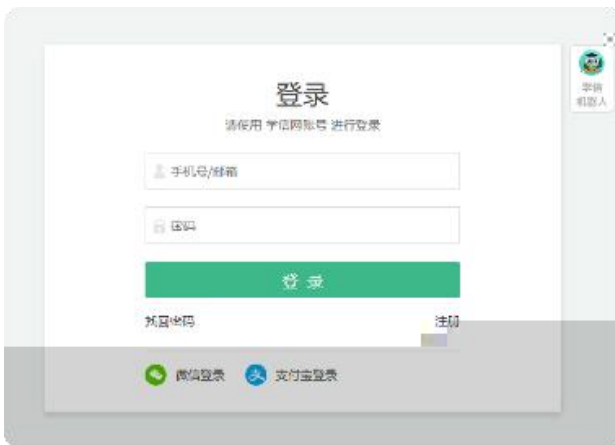 登录
请使用 学信网账号 进行登录
学信
机器人
手机号/邮箱
密码
登 录
找回密码
注册
微信登录
支付宝登录